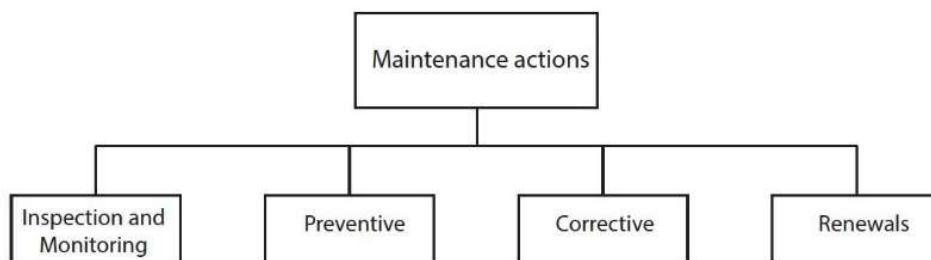 Maintenance actions
Inspection and
Monitoring
Preventive
Corrective
Renewals